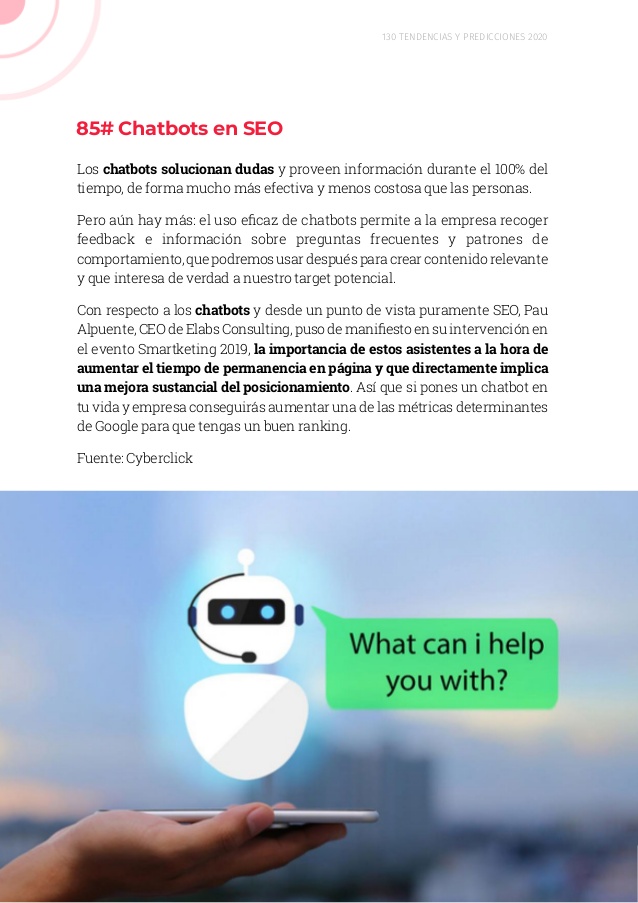 130 TENDENCIAS Y PREDICCIONES 2020
85# Chatbots en SEO
Los chatbots solucionan dudas y proveen información durante el 100% del
tiempo, de forma mucho más efectiva y menos costosa que las personas.
Pero aún hay más: el uso eficaz de chatbots permite a la empresa recoger
feedback e información sobre preguntas frecuentes y patrones de
comportamiento, que podremos usar después para crear contenido relevante
y que interesa de verdad a nuestro target potencial.
Con respecto a los chatbots y desde un punto de vista puramente SEO, Pau
Alpuente, CEO de Elabs Consulting, puso de manifiesto en su intervención en
el evento Smartketing 2019, la importancia de estos asistentes a la hora de
aumentar el tiempo de permanencia en página y que directamente implica
una mejora sustancial del posicionamiento. Así que si pones un chatbot en
tu vida y empresa conseguirás aumentar una de las métricas determinantes
de Google para que tengas un buen ranking.
Fuente: Cyberclick
What can i help
you with?